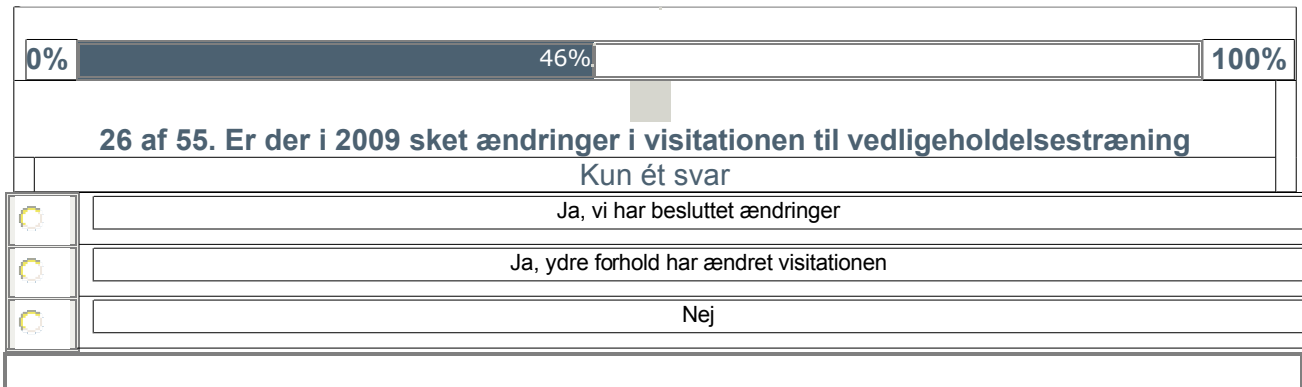 0% 46%. 100%
26 af 55. Er der i 2009 sket ændringer i visitationen til vedligeholdelsestræning
Kun ét svar
Ja, vi har besluttet ændringer
Ja, ydre forhold har ændret visitationen
Nej